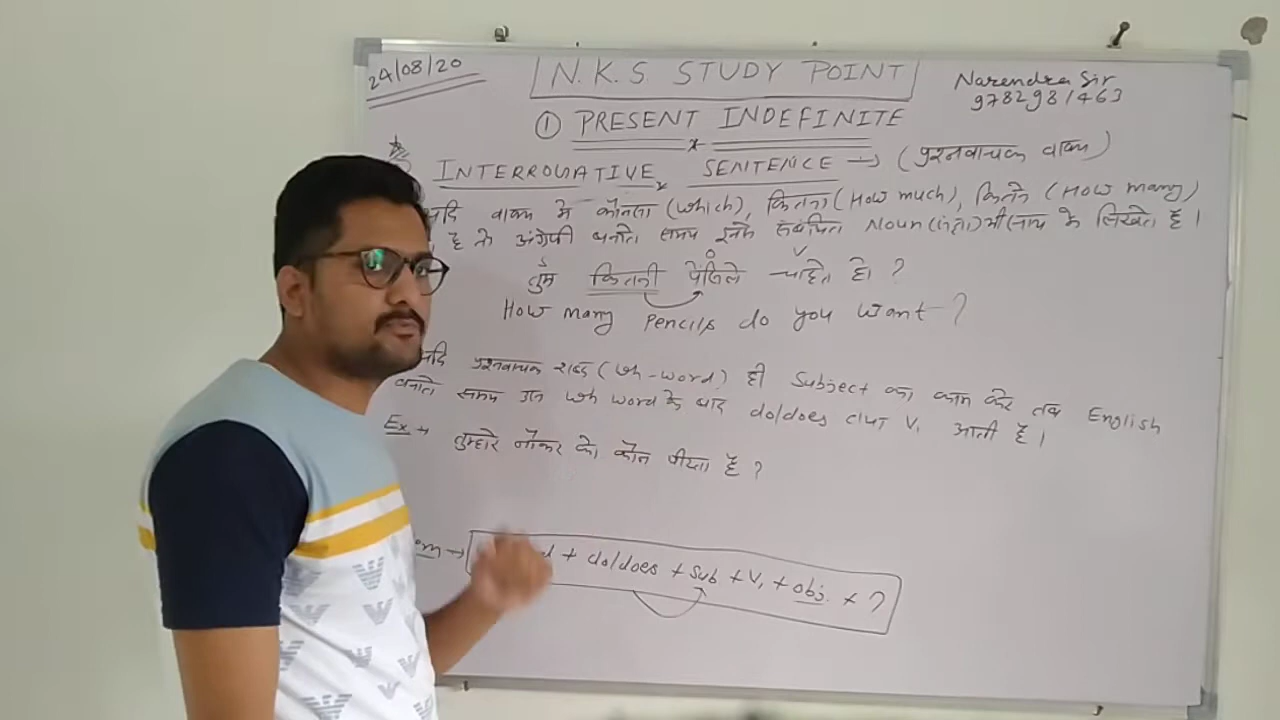 24/08/20
N.K.S. STUDY POINT
Narendra Sir
9782981463
① PRESENT INDEFINITE
INTERROGATIVE SENTENCE → (प्रश्नवाचक वाक्य)
यदि वाक्य मे कौनसा (which), कितना (How much), कितने (How many)
है तो अंग्रेजी बनाते समय इनसे संबंधित Noun (संज्ञा) भी साथ के लिखते है।
O V
तुम कितनी पेंसिले चाहते हो ?
How many Pencils do you want ?
यदि प्रश्नवाचक शब्द (wh-word) ही Subject का काम करे तब English
बनाते समय उन wh word के बाद do/does तथा V₁ आती है।
Ex → तुम्हारे नौकर को कौन पीटता है ?
+ do/does + Sub + V₁ + obj. + ?